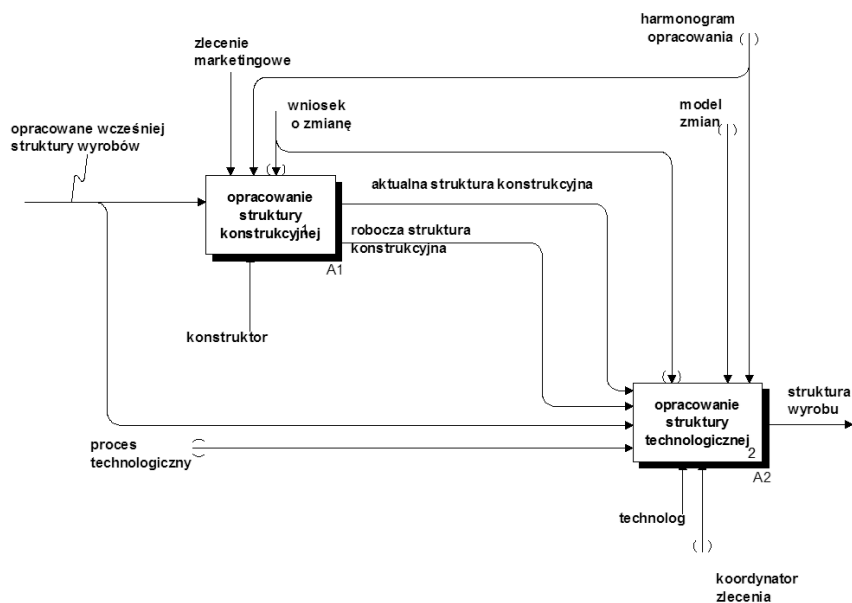 harmonogram
opracowania
zlecenie
marketingowe
wniosek
o zmianę
model
zmian
opracowane wcześniej
struktury wyrobów
opracowanie
struktury
konstrukcyjnej
1
A1
aktualna struktura konstrukcyjna
robocza struktura
konstrukcyjna
konstruktor
opracowanie
struktury
technologicznej
2
A2
struktura
wyrobu
proces
technologiczny
technolog
koordynator
zlecenia